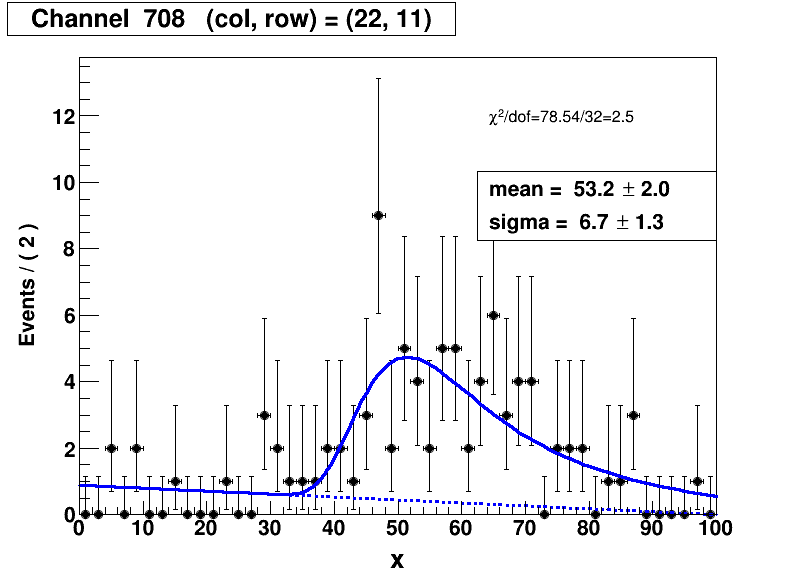 Channel 708 (col, row) = (22, 11)
χ²/dof=78.54/32=2.5
mean = 53.2 ± 2.0
sigma = 6.7 ± 1.3
Events / ( 2 )
12
10
8
6
4
2
0
0 10 20 30 40 50 60 70 80 90 100
x